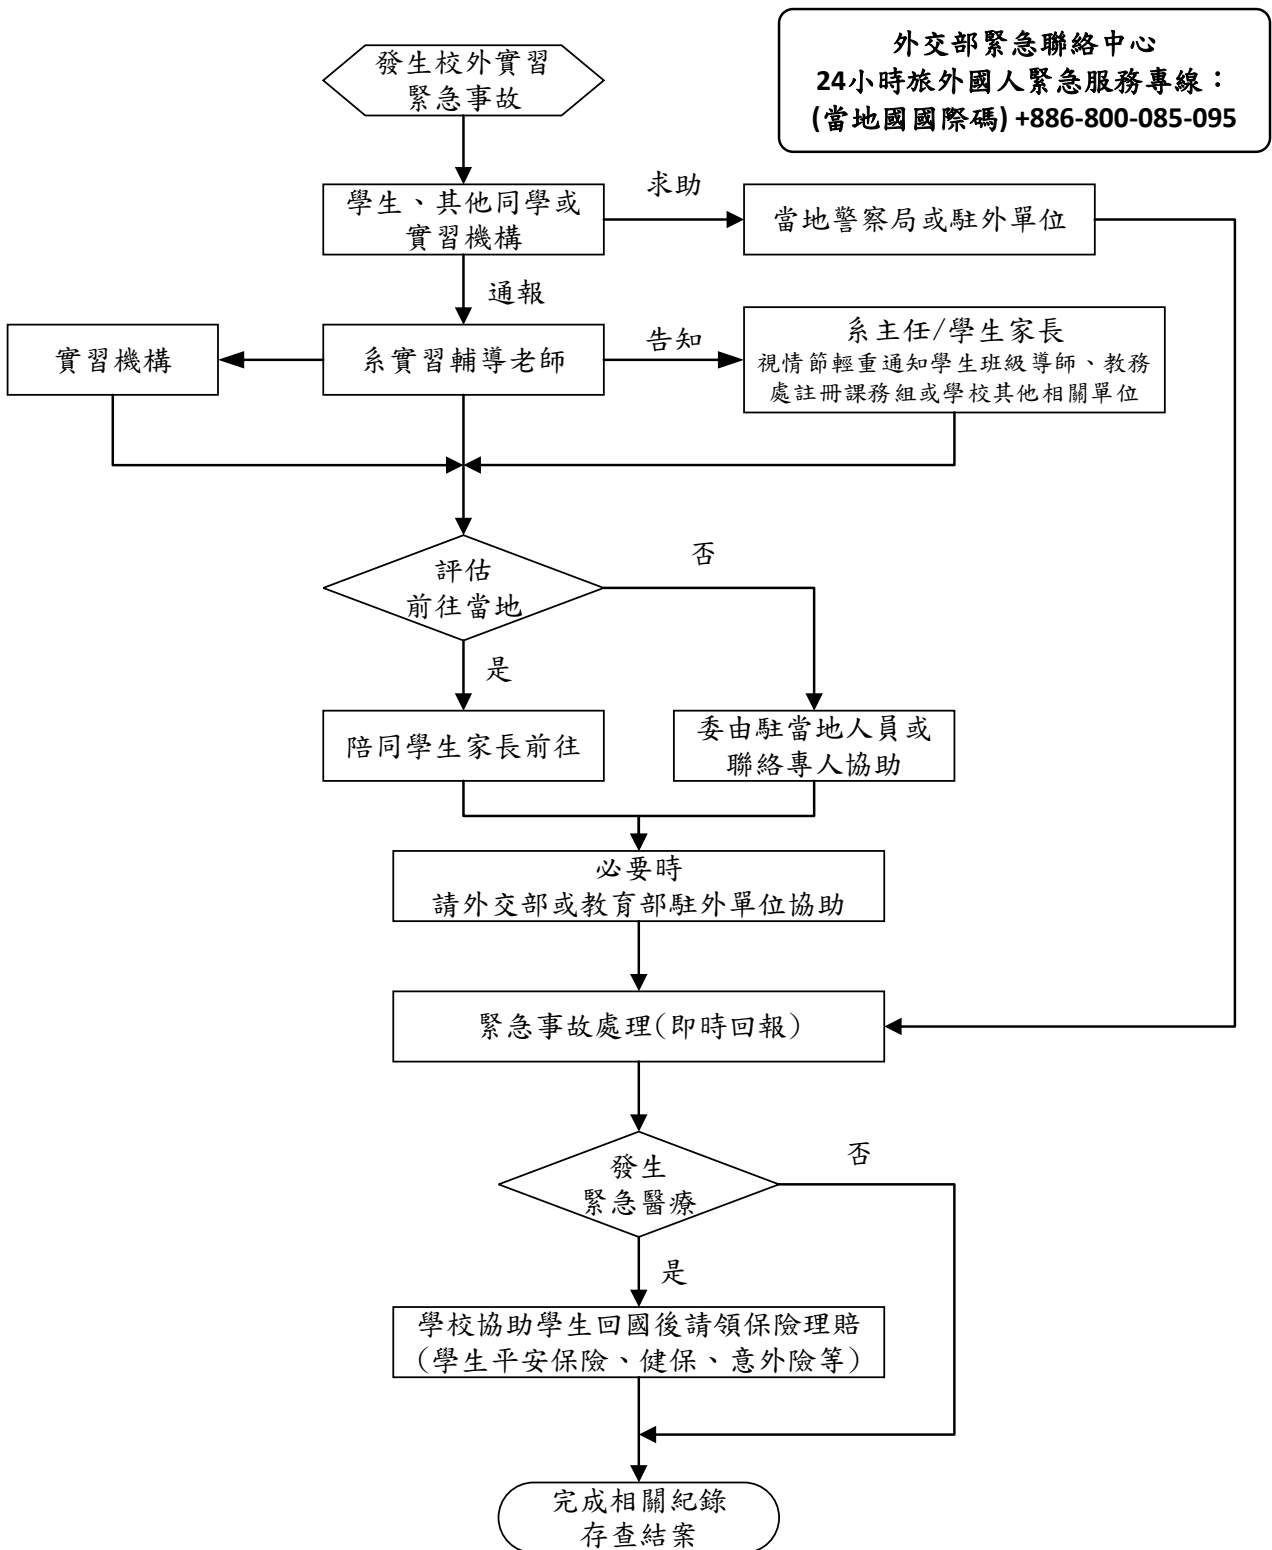 外交部緊急聯絡中心
24小時旅外國人緊急服務專線：
(當地國國際碼) +886-800-085-095
發生校外實習
緊急事故
學生、其他同學或
實習機構
求助
當地警察局或駐外單位
通報
實習機構
系實習輔導老師
告知
系主任/學生家長
視情節輕重通知學生班級導師、教務
處註冊課務組或學校其他相關單位
評估
前往當地
否
是
陪同學生家長前往
委由駐當地人員或
聯絡專人協助
必要時
請外交部或教育部駐外單位協助
緊急事故處理(即時回報)
發生
緊急醫療
否
是
學校協助學生回國後請領保險理賠
(學生平安保險、健保、意外險等)
完成相關紀錄
存查結案